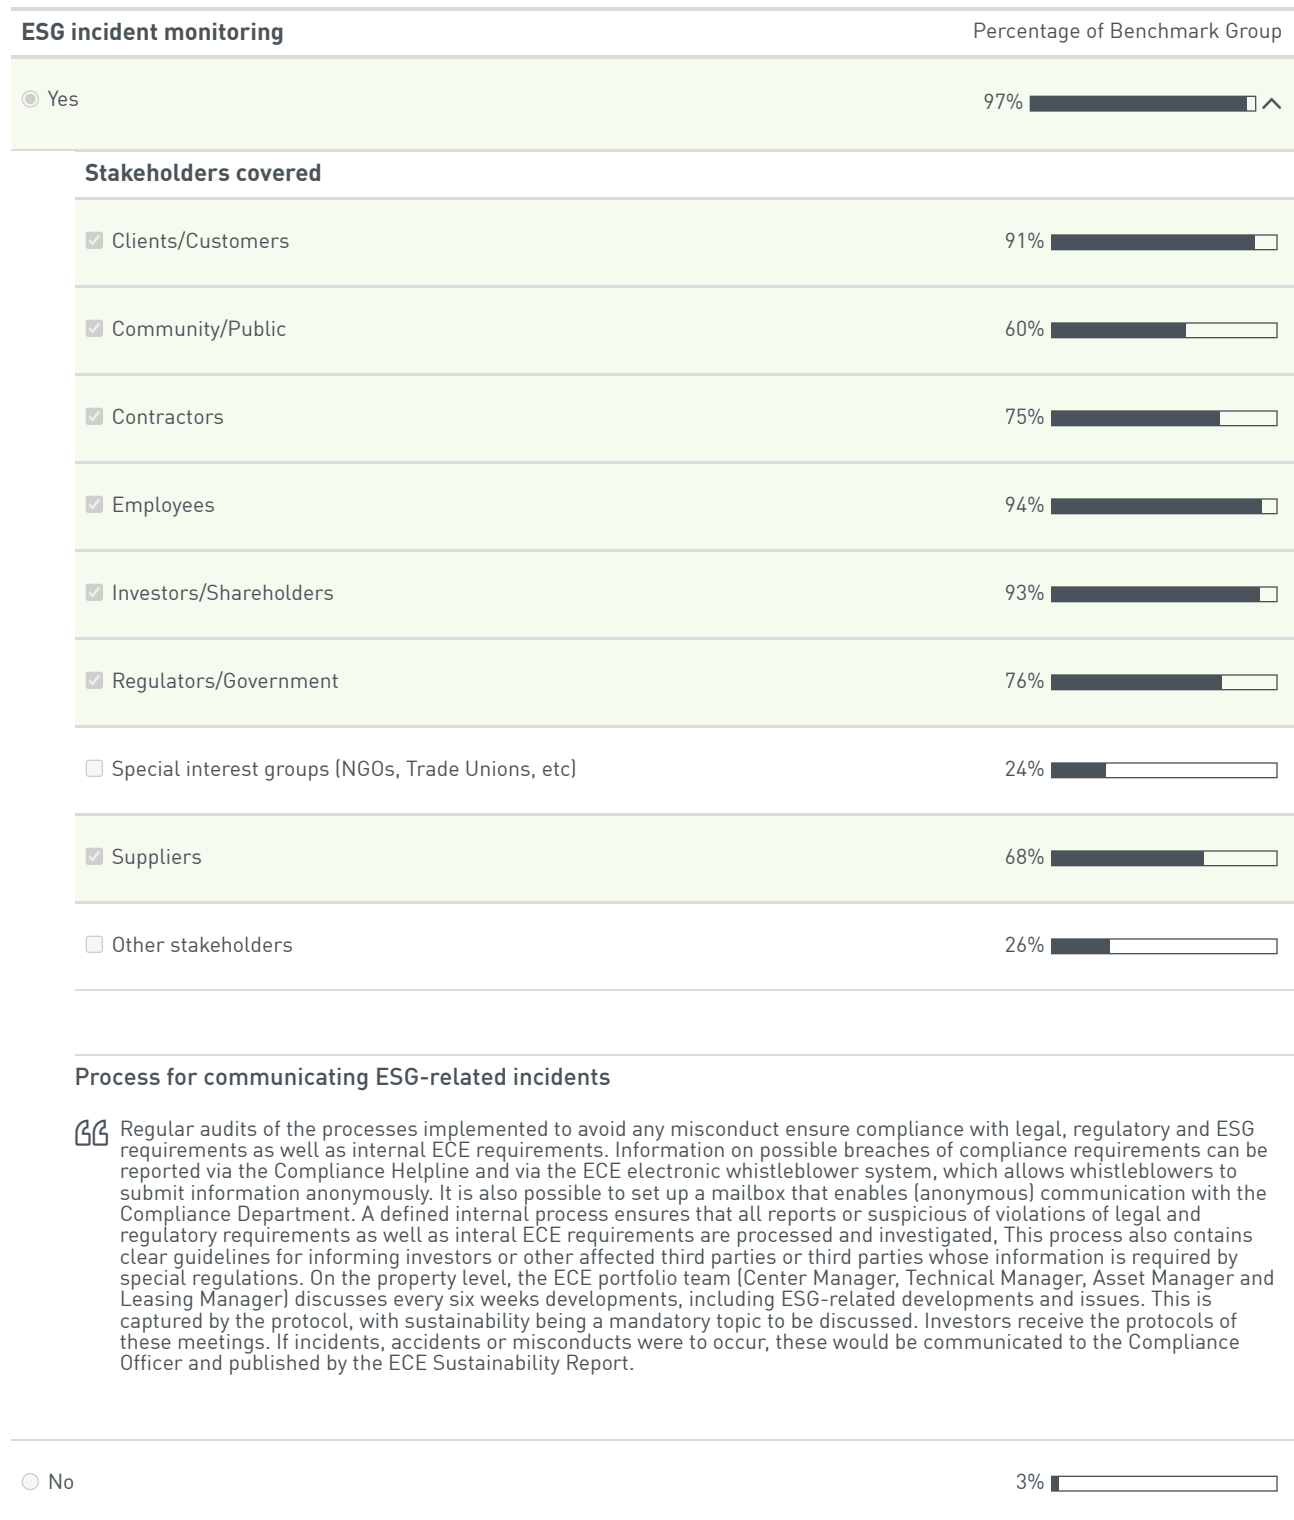 ESG incident monitoring Percentage of Benchmark Group
Yes 97%
Stakeholders covered
Clients/Customers 91%
Community/Public 60%
Contractors 75%
Employees 94%
Investors/Shareholders 93%
Regulators/Government 76%
Special interest groups (NGOs, Trade Unions, etc) 24%
Suppliers 68%
Other stakeholders 26%
Process for communicating ESG-related incidents
Regular audits of the processes implemented to avoid any misconduct ensure compliance with legal, regulatory and ESG
requirements as well as internal ECE requirements. Information on possible breaches of compliance requirements can be
reported via the Compliance Helpline and via the ECE electronic whistleblower system, which allows whistleblowers to
submit information anonymously. It is also possible to set up a mailbox that enables (anonymous) communication with the
Compliance Department. A defined internal process ensures that all reports or suspicious of violations of legal and
regulatory requirements as well as interal ECE requirements are processed and investigated, This process also contains
clear guidelines for informing investors or other affected third parties or third parties whose information is required by
special regulations. On the property level, the ECE portfolio team (Center Manager, Technical Manager, Asset Manager and
Leasing Manager) discusses every six weeks developments, including ESG-related developments and issues. This is
captured by the protocol, with sustainability being a mandatory topic to be discussed. Investors receive the protocols of
these meetings. If incidents, accidents or misconducts were to occur, these would be communicated to the Compliance
Officer and published by the ECE Sustainability Report.
No 3%